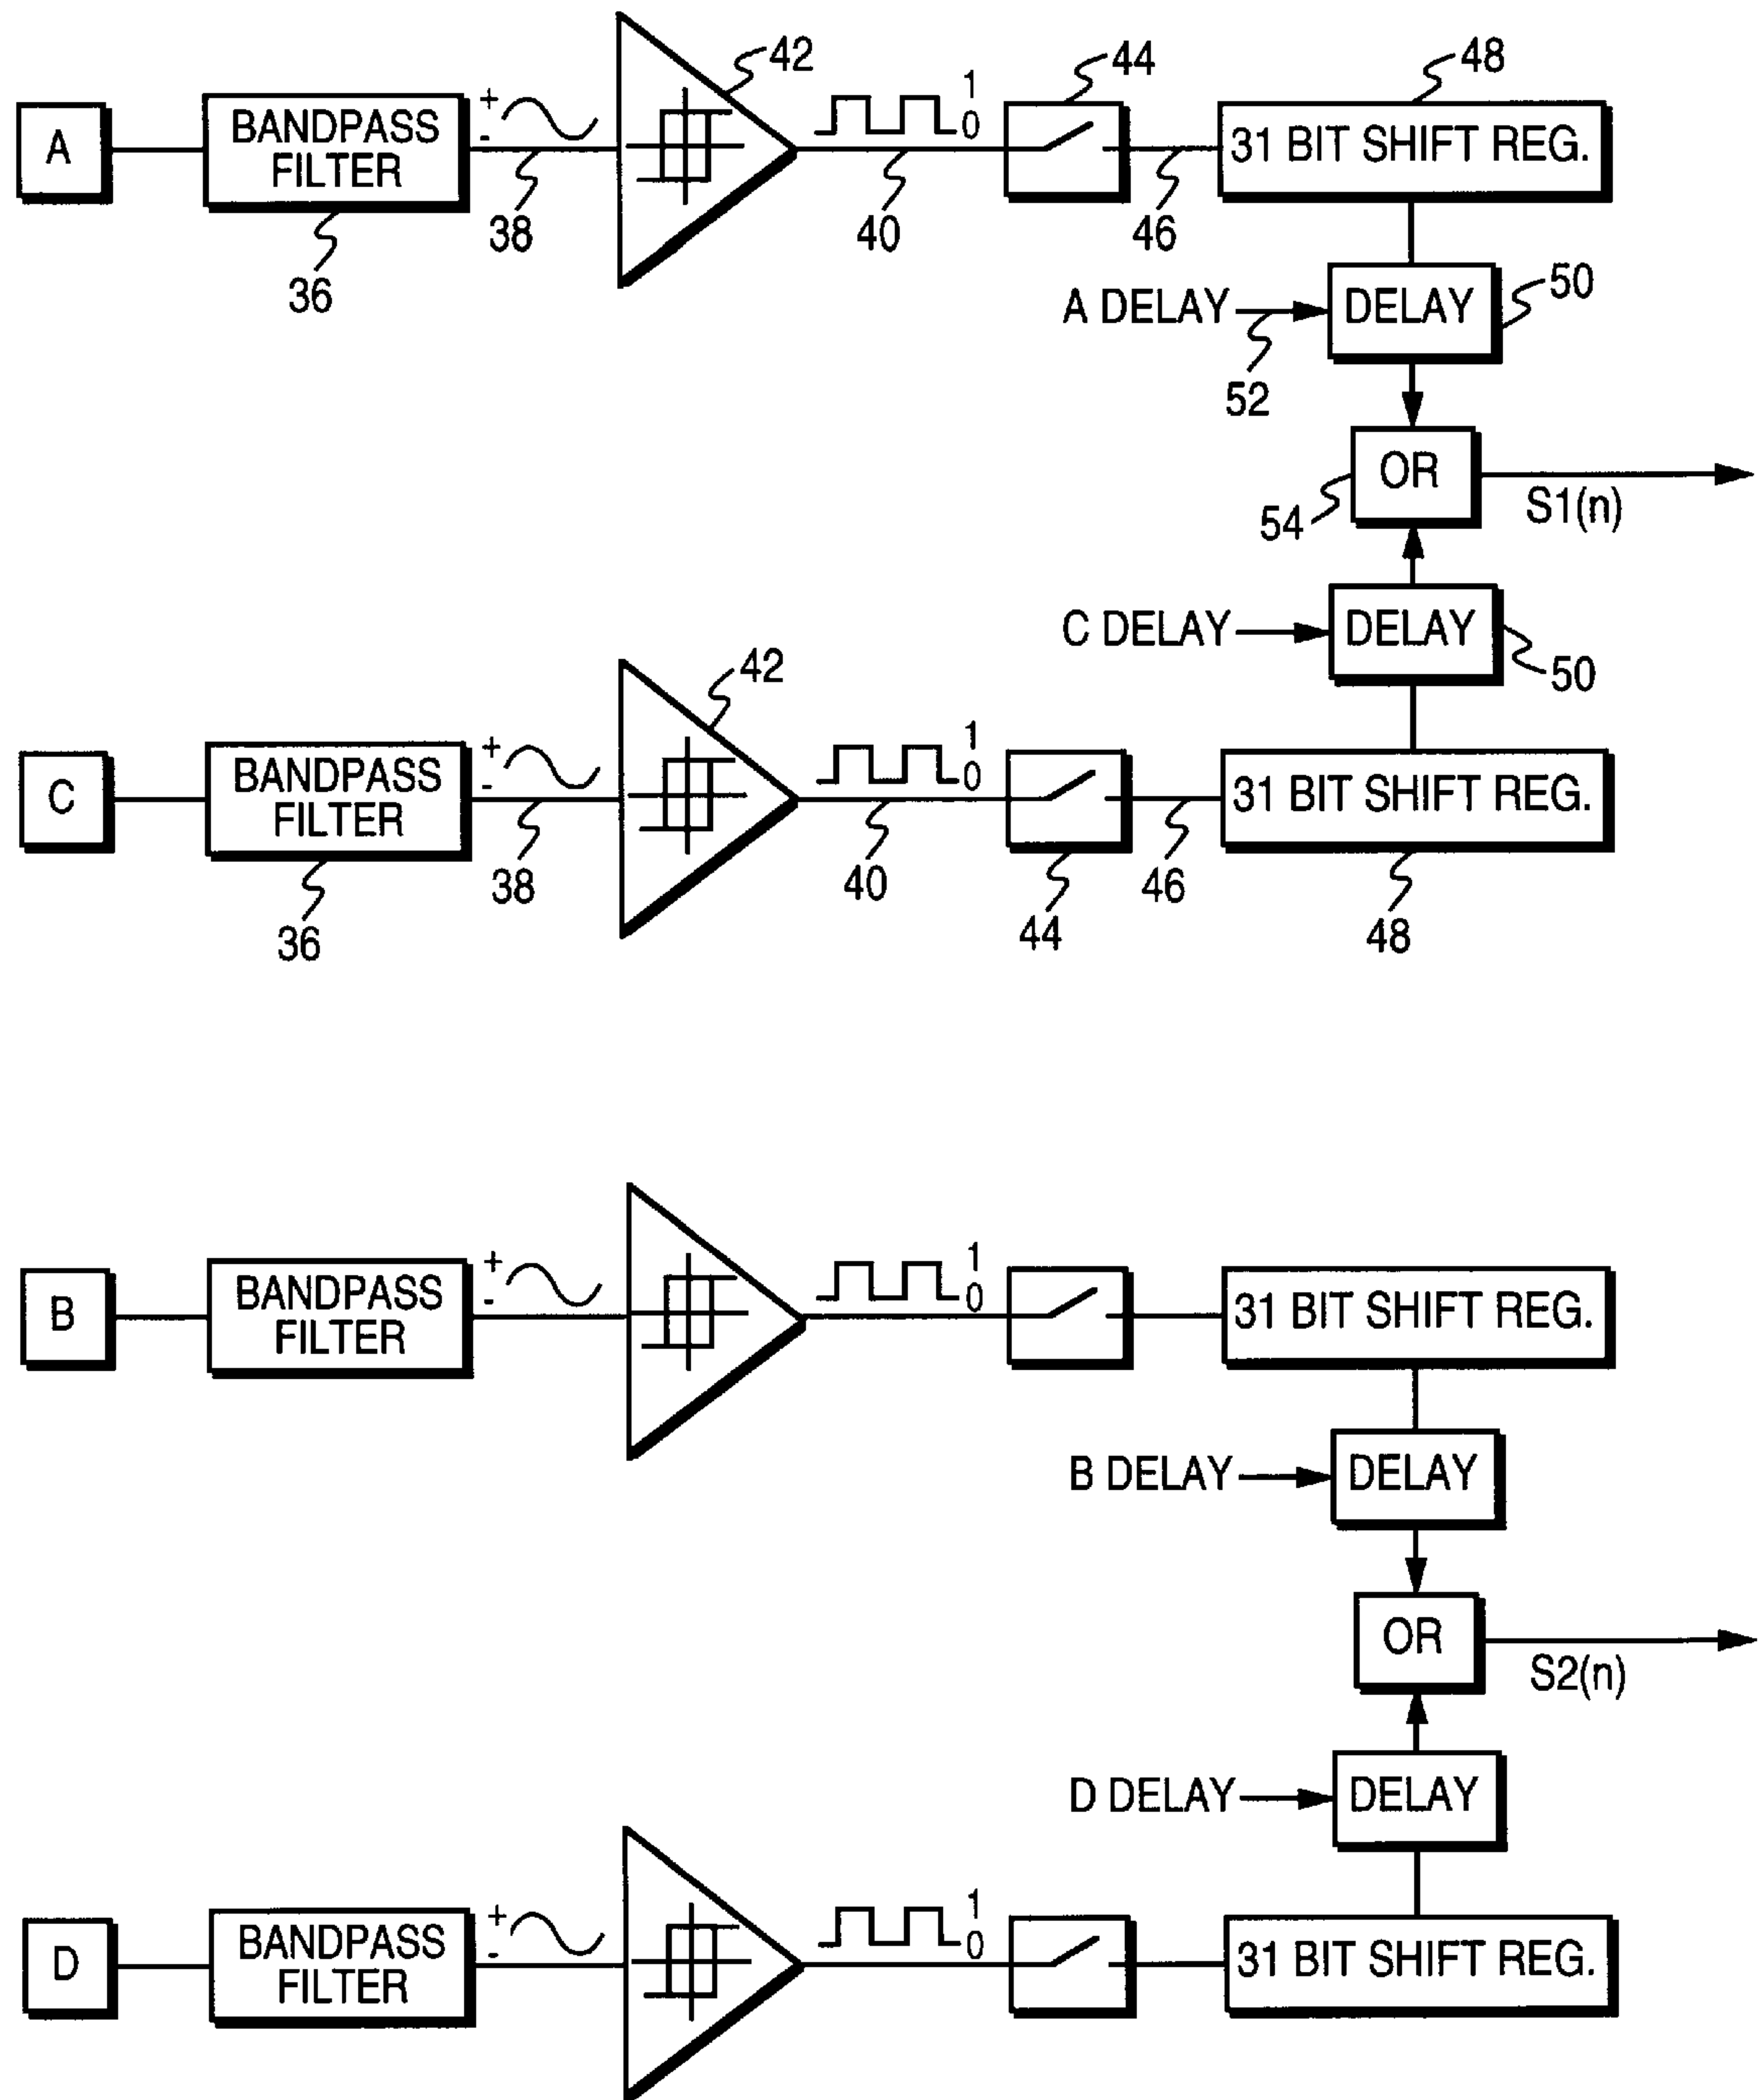 42
44
48
A
BANDPASS
FILTER
+
-
1
0
31 BIT SHIFT REG.
36
38
40
46
A DELAY
DELAY
50
52
OR
54
S1(n)
C DELAY
DELAY
50
42
C
BANDPASS
FILTER
+
-
1
0
31 BIT SHIFT REG.
36
38
40
44
46
48
B
BANDPASS
FILTER
+
-
1
0
31 BIT SHIFT REG.
B DELAY
DELAY
OR
S2(n)
D DELAY
DELAY
D
BANDPASS
FILTER
+
-
1
0
31 BIT SHIFT REG.